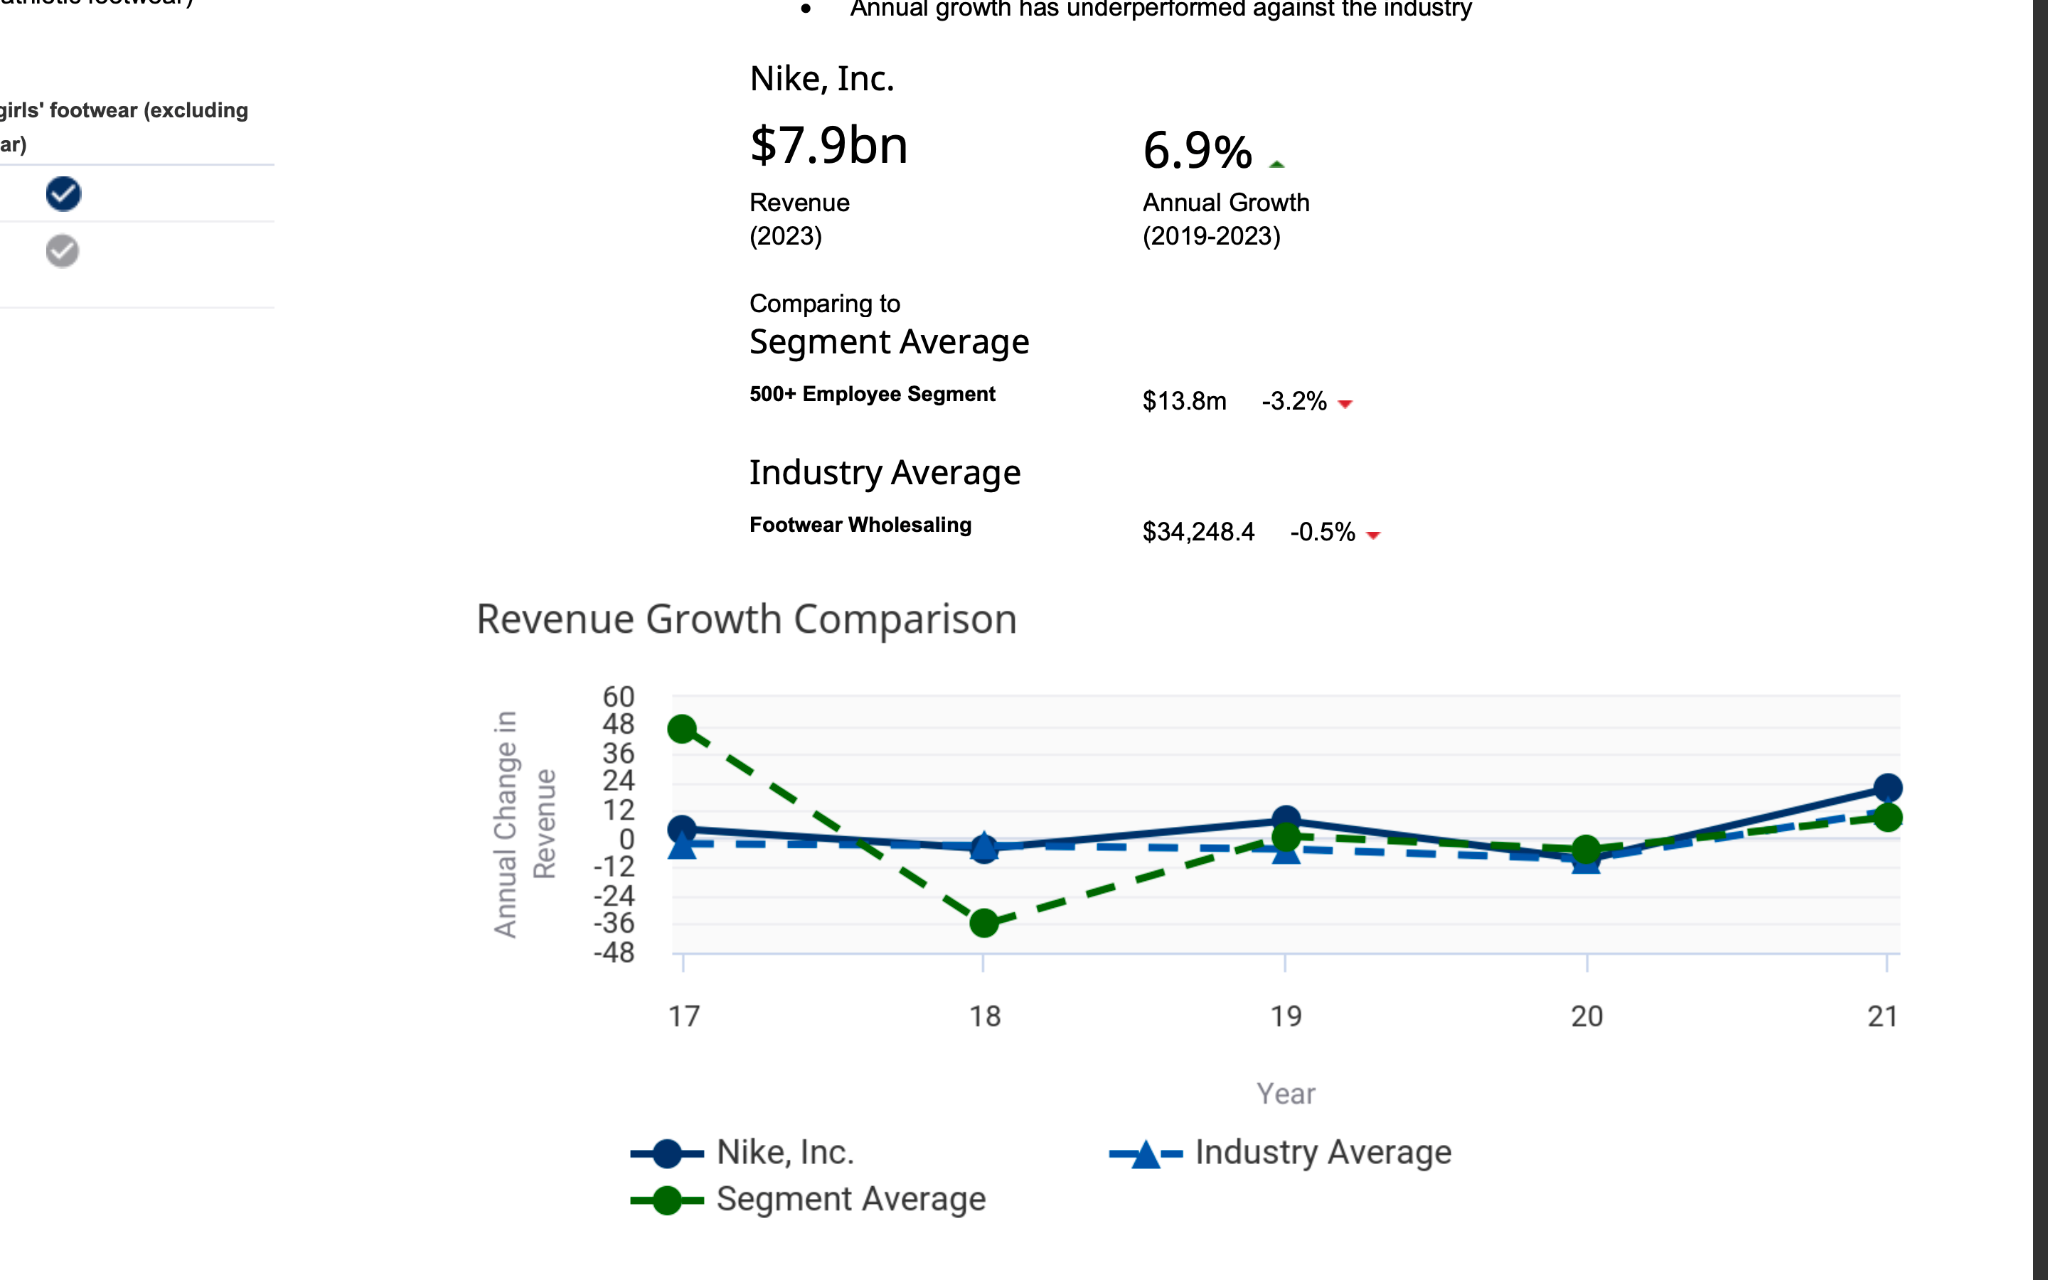 athletic footwear)
girls' footwear (excluding
ar)
• Annual growth has underperformed against the industry
Nike, Inc.
$7.9bn 6.9%
Revenue Annual Growth
(2023) (2019-2023)
Comparing to
Segment Average
500+ Employee Segment $13.8m -3.2%
Industry Average
Footwear Wholesaling $34,248.4 -0.5%
Revenue Growth Comparison
Annual Change in
Revenue
60
48
36
24
12
0
-12
-24
-36
-48
17 18 19 20 21
Year
Nike, Inc. Industry Average
Segment Average